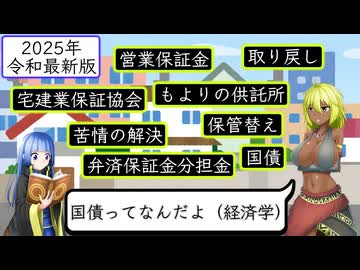 2025年
令和最新版
営業保証金
取り戻し
宅建業保証協会
もよりの供託所
苦情の解決
保管替え
弁済保証金分担金
国債
国債ってなんだよ（経済学）